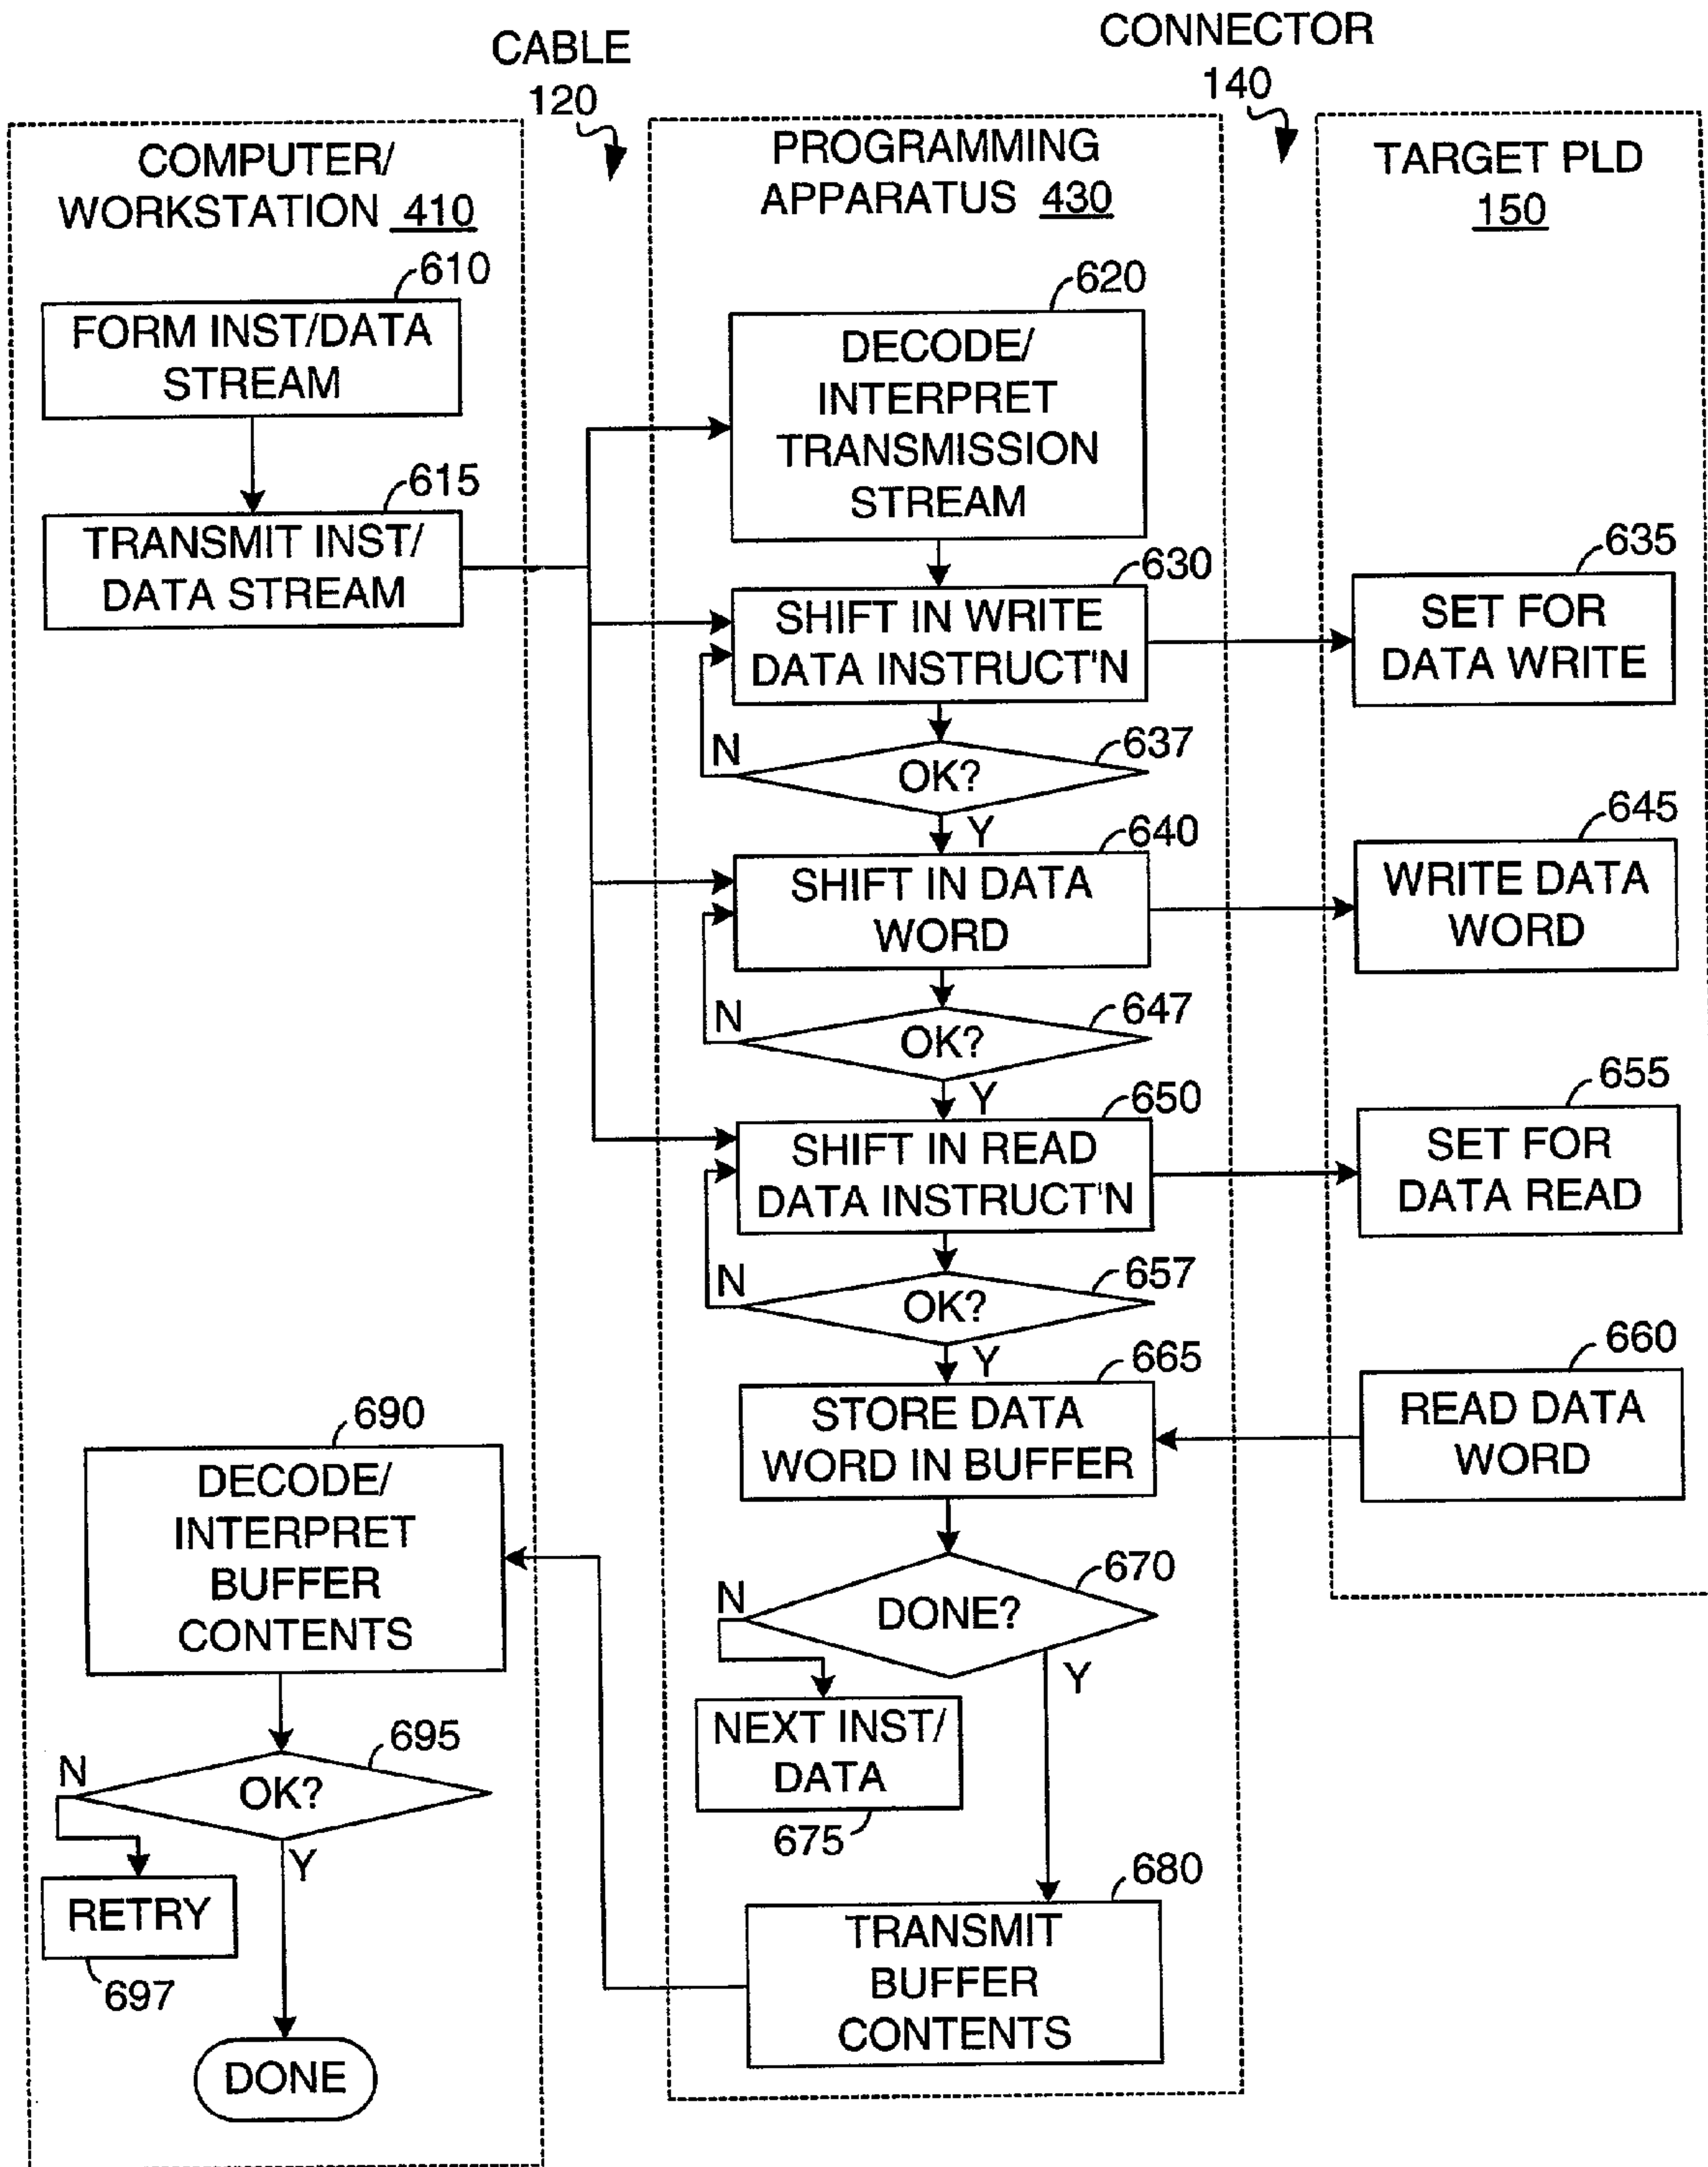 CABLE
120
CONNECTOR
140
COMPUTER/
WORKSTATION 410
610
FORM INST/DATA
STREAM
615
TRANSMIT INST/
DATA STREAM
690
DECODE/
INTERPRET
BUFFER
CONTENTS
695
OK?
N
Y
RETRY
697
DONE
PROGRAMMING
APPARATUS 430
620
DECODE/
INTERPRET
TRANSMISSION
STREAM
630
SHIFT IN WRITE
DATA INSTRUCT'N
637
N
OK?
Y
640
SHIFT IN DATA
WORD
647
N
OK?
Y
650
SHIFT IN READ
DATA INSTRUCT'N
657
N
OK?
Y
665
STORE DATA
WORD IN BUFFER
670
N
DONE?
Y
NEXT INST/
DATA
675
680
TRANSMIT
BUFFER
CONTENTS
TARGET PLD
150
635
SET FOR
DATA WRITE
645
WRITE DATA
WORD
655
SET FOR
DATA READ
660
READ DATA
WORD